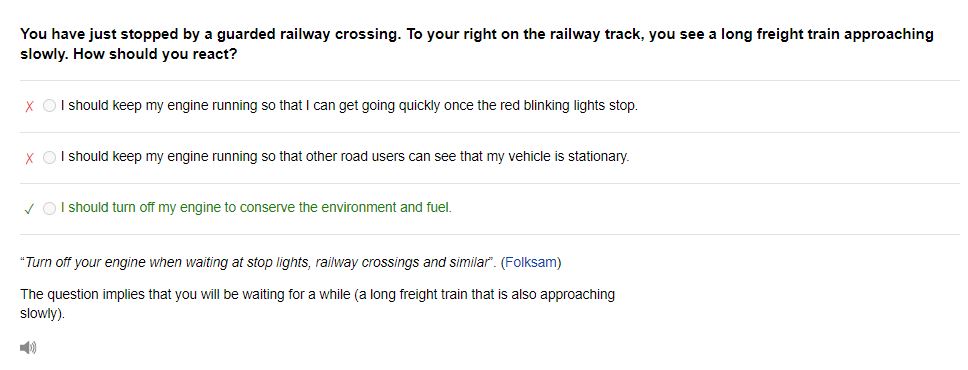 You have just stopped by a guarded railway crossing. To your right on the railway track, you see a long freight train approaching
slowly. How should you react?
✗ I should keep my engine running so that I can get going quickly once the red blinking lights stop.
✗ I should keep my engine running so that other road users can see that my vehicle is stationary.
✓ I should turn off my engine to conserve the environment and fuel.
“Turn off your engine when waiting at stop lights, railway crossings and similar”. (Folksam)
The question implies that you will be waiting for a while (a long freight train that is also approaching
slowly).